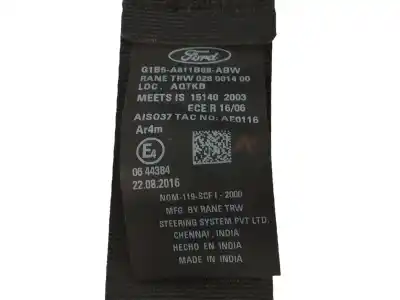 Ford
G1B5-A611B68-ABW
RANE TRW 028 0014 00
LOC. AQTKB
MEETS IS 15140 2003
ECE R 16/06
AIS037 TAC NO: AE0116
Ar4m
E4
06 44384
22.08.2016
NOM-119-SCFI-2000
MFG BY RANE TRW
STEERING SYSTEM PVT LTD.
CHENNAI, INDIA
HECHO EN INDIA
MADE IN INDIA